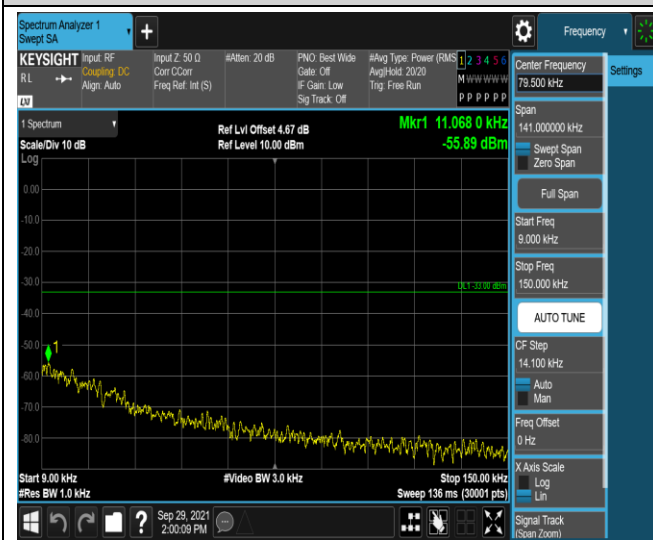 Spectrum Analyzer 1
Swept SA
+
Frequency
KEYSIGHT
RL
LXI
Input: RF
Coupling: DC
Align: Auto
Input Z: 50 Ω
Corr CCorr
Freq Ref: Int (S)
#Atten: 20 dB
PNO: Best Wide
Gate: Off
IF Gain: Low
Sig Track: Off
#Avg Type: Power (RMS
Avg|Hold: 20/20
Trig: Free Run
1 2 3 4 5 6
M W W W W W
P P P P P P
Center Frequency
79.500 kHz
Settings
Span
141.000000 kHz
Swept Span
Zero Span
Full Span
Start Freq
9.000 kHz
Stop Freq
150.000 kHz
AUTO TUNE
CF Step
14.100 kHz
Auto
Man
Freq Offset
0 Hz
X Axis Scale
Log
Lin
Signal Track
(Span Zoom)
1 Spectrum
Scale/Div 10 dB
Log
Ref Lvl Offset 4.67 dB
Ref Level 10.00 dBm
Mkr1 11.068 0 kHz
-55.89 dBm
0.00
-10.0
-20.0
-30.0
DL1 -33.00 dBm
-40.0
-50.0
1
-60.0
-70.0
-80.0
Start 9.00 kHz
#Video BW 3.0 kHz
Stop 150.00 kHz
#Res BW 1.0 kHz
Sweep 136 ms (30001 pts)
?
Sep 29, 2021
2:00:09 PM